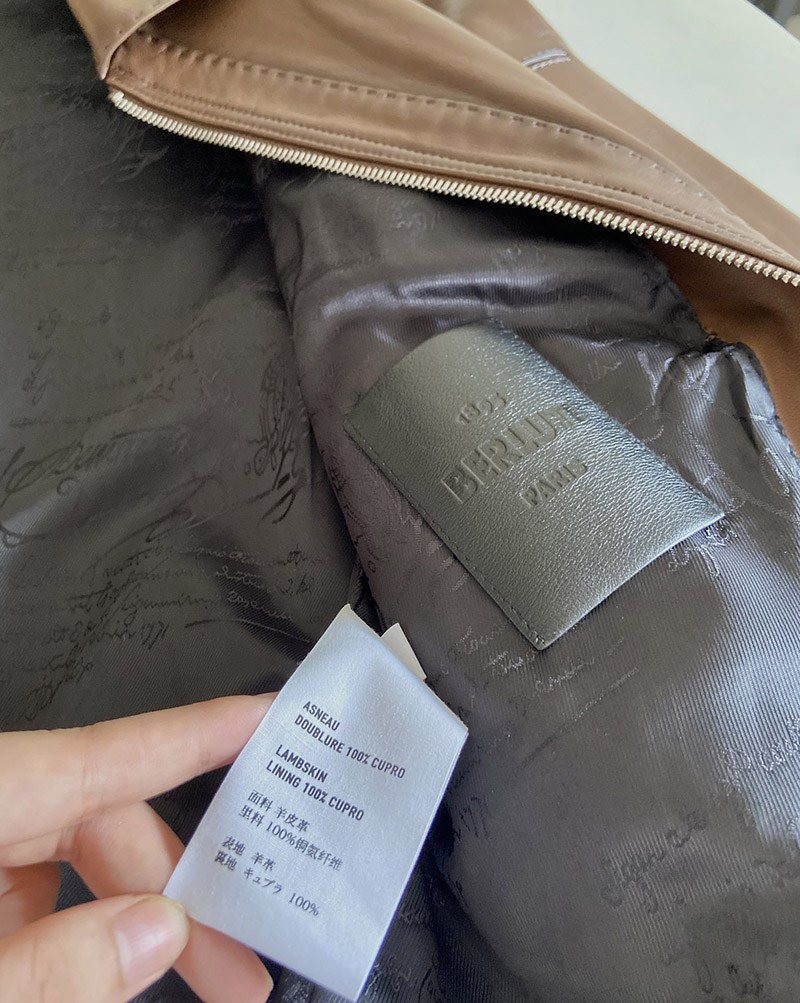 1895
BERLUTI
PARIS
ASNEAU
DOUBLURE 100% CUPRO
LAMBSKIN
LINING 100% CUPRO
面料 羊皮革
里料 100%铜氨纤维
表地 羊革
裏地 キュプラ 100%